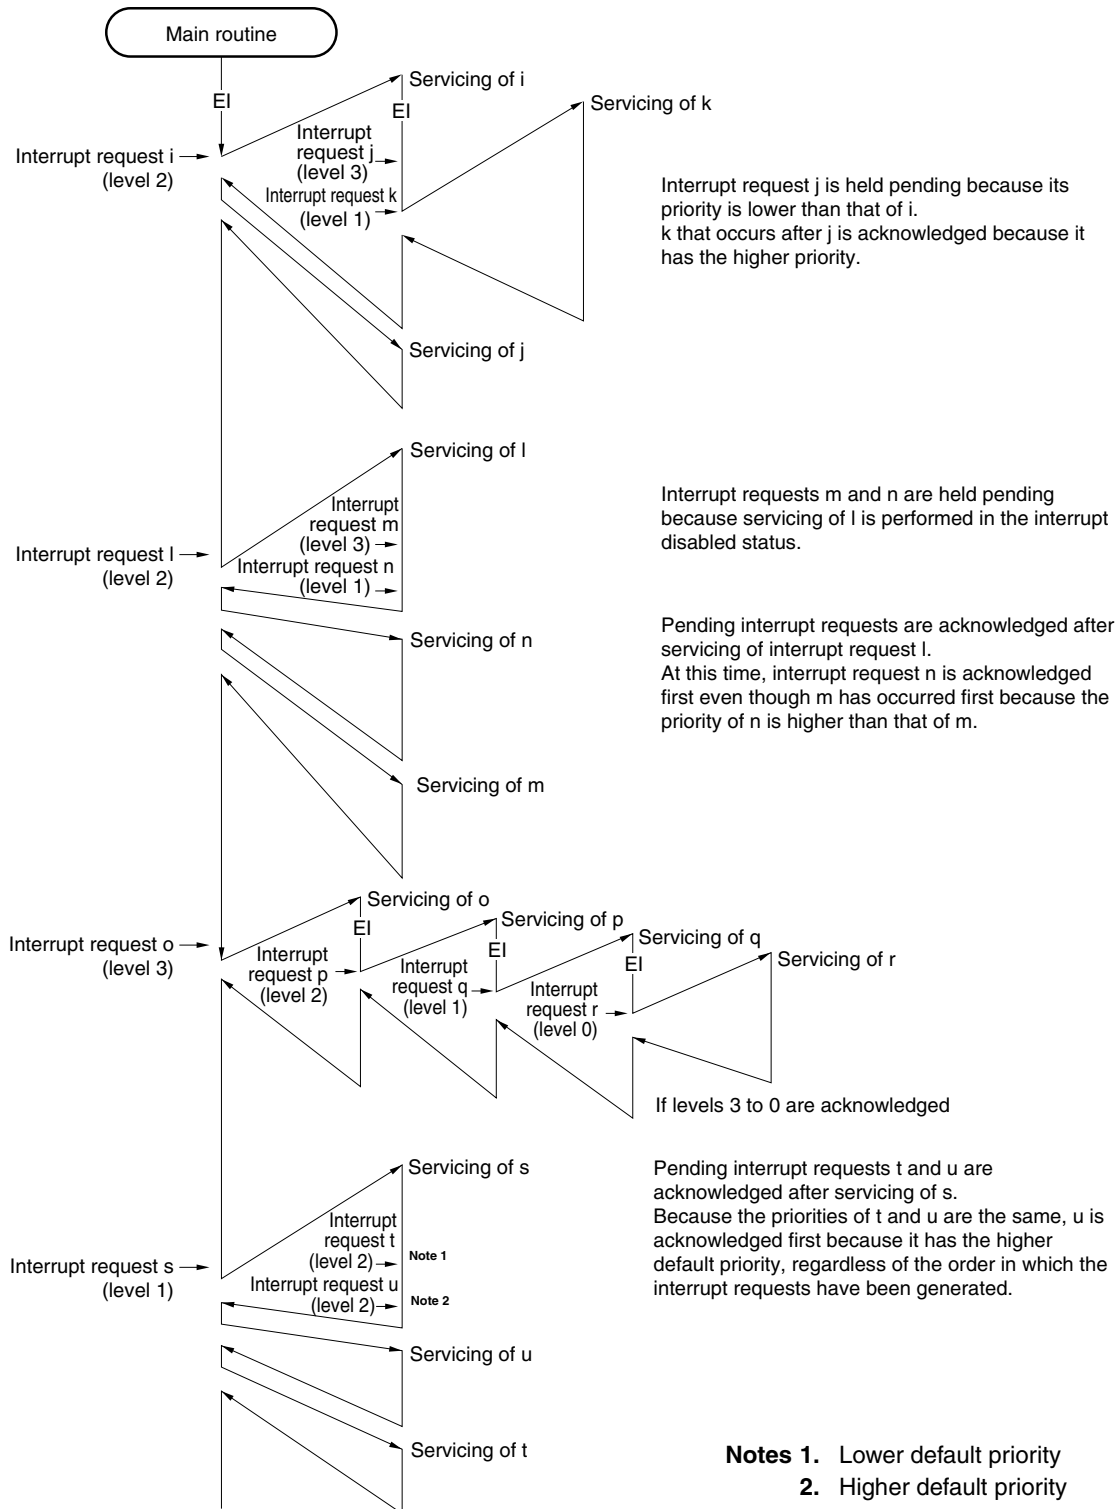 Main routine
EI
Servicing of i
EI
Servicing of k
Interrupt request i
(level 2)
Interrupt
request j
(level 3)
Interrupt request k
(level 1)
Interrupt request j is held pending because its
priority is lower than that of i.
k that occurs after j is acknowledged because it
has the higher priority.
Servicing of j
Servicing of l
Interrupt request l
(level 2)
Interrupt
request m
(level 3)
Interrupt request n
(level 1)
Interrupt requests m and n are held pending
because servicing of l is performed in the interrupt
disabled status.
Servicing of n
Pending interrupt requests are acknowledged after
servicing of interrupt request l.
At this time, interrupt request n is acknowledged
first even though m has occurred first because the
priority of n is higher than that of m.
Servicing of m
Servicing of o
EI
Servicing of p
EI
Servicing of q
EI
Servicing of r
Interrupt request o
(level 3)
Interrupt
request p
(level 2)
Interrupt
request q
(level 1)
Interrupt
request r
(level 0)
If levels 3 to 0 are acknowledged
Servicing of s
Interrupt request s
(level 1)
Interrupt
request t
(level 2)
Note 1
Interrupt request u
(level 2)
Note 2
Pending interrupt requests t and u are
acknowledged after servicing of s.
Because the priorities of t and u are the same, u is
acknowledged first because it has the higher
default priority, regardless of the order in which the
interrupt requests have been generated.
Servicing of u
Servicing of t
Notes 1. Lower default priority
2. Higher default priority